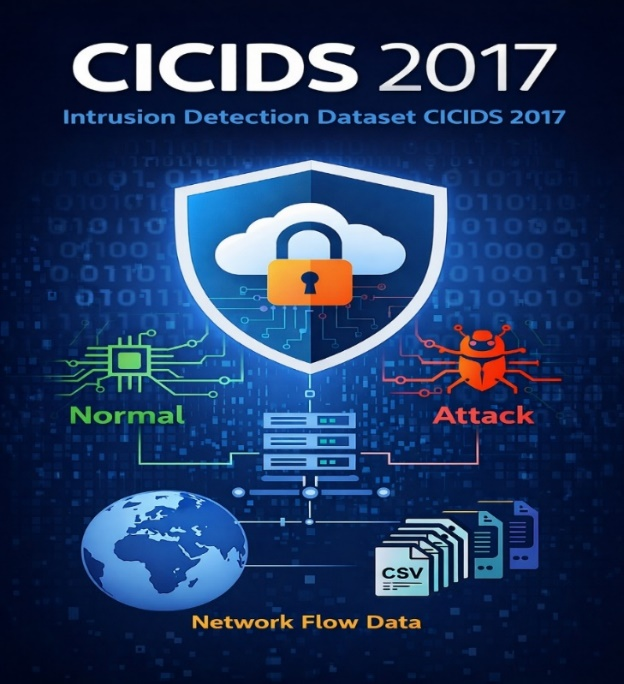 CICIDS 2017
Intrusion Detection Dataset CICIDS 2017
Normal
Attack
CSV
Network Flow Data